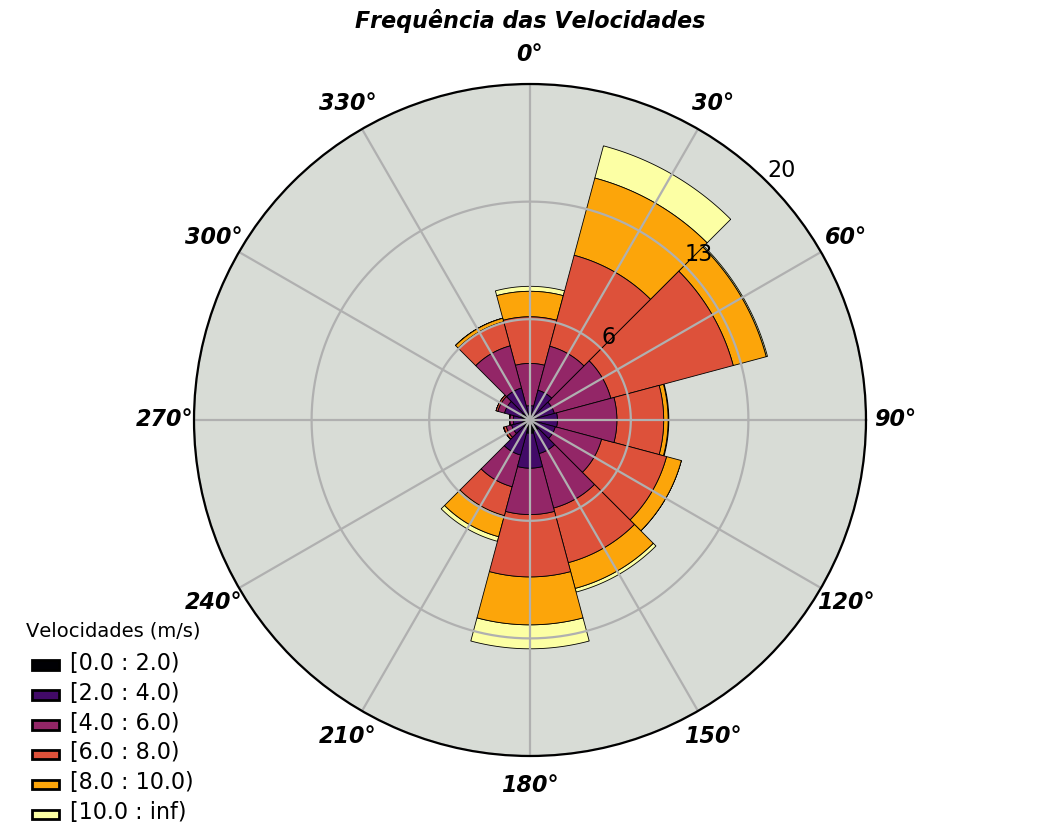 Frequência das Velocidades
0°
330°
30°
20
300°
60°
13
6
270°
90°
240°
120°
210°
150°
180°
Velocidades (m/s)
[0.0 : 2.0)
[2.0 : 4.0)
[4.0 : 6.0)
[6.0 : 8.0)
[8.0 : 10.0)
[10.0 : inf)